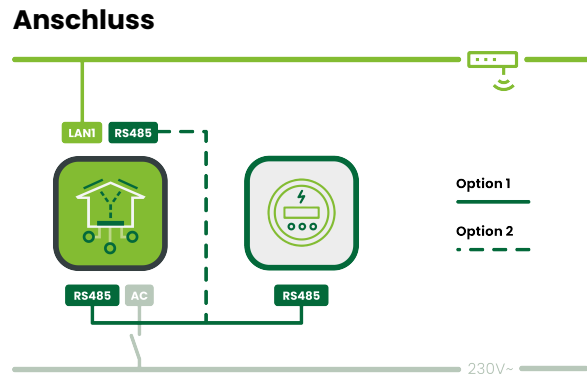 Anschluss
LAN1 RS485
Option 1
Option 2
RS485 AC RS485
230V~